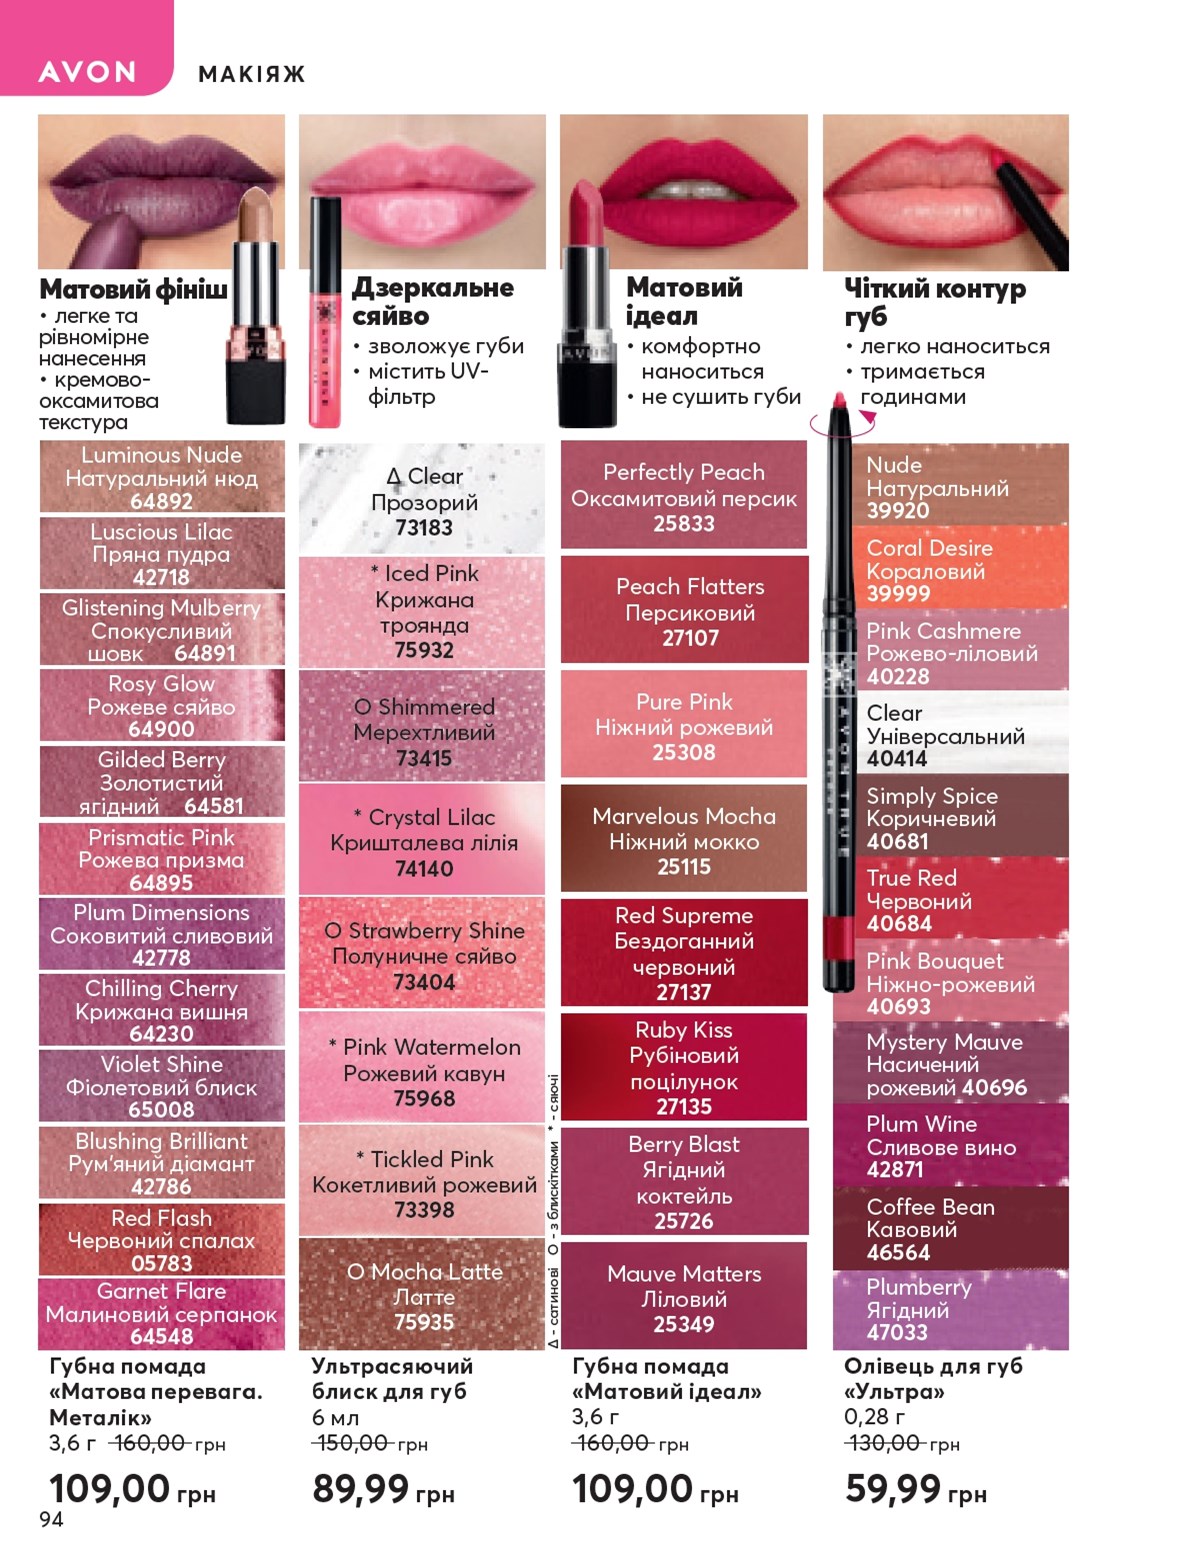 AVON
МАКІЯЖ
Матовий фініш
• легке та
рівномірне
нанесення
• кремово-
оксамитова
текстура
Luminous Nude
Натуральний нюд
64892
Luscious Lilac
Пряна пудра
42718
Glistening Mulberry
Спокусливий
шовк 64891
Rosy Glow
Рожеве сяйво
64900
Gilded Berry
Золотистий
ягідний 64581
Prismatic Pink
Рожева призма
64895
Plum Dimensions
Соковитий сливовий
42778
Chilling Cherry
Крижана вишня
64230
Violet Shine
Фіолетовий блиск
65008
Blushing Brilliant
Рум'яний діамант
42786
Red Flash
Червоний спалах
05783
Garnet Flare
Малиновий серпанок
64548
Губна помада
«Матова перевага.
Металік»
3,6 г 160,00 грн
109,00 грн
Дзеркальне
сяйво
• зволожує губи
• містить UV-
фільтр
Δ Clear
Прозорий
73183
* Iced Pink
Крижана
троянда
75932
О Shimmered
Мерехтливий
73415
* Crystal Lilac
Кришталева лілія
74140
О Strawberry Shine
Полуничне сяйво
73404
* Pink Watermelon
Рожевий кавун
75968
* Tickled Pink
Кокетливий рожевий
73398
О Mocha Latte
Латте
75935
Δ - сатинові О - з блискітками * - сяючі
Ультрасяючий
блиск для губ
6 мл
150,00 грн
89,99 грн
Матовий
ідеал
• комфортно
наноситься
• не сушить губи
AVON
Perfectly Peach
Оксамитовий персик
25833
Peach Flatters
Персиковий
27107
Pure Pink
Ніжний рожевий
25308
Marvelous Mocha
Ніжний мокко
25115
Red Supreme
Бездоганний
червоний
27137
Ruby Kiss
Рубіновий
поцілунок
27135
Berry Blast
Ягідний
коктейль
25726
Mauve Matters
Ліловий
25349
Губна помада
«Матовий ідеал»
3,6 г
160,00 грн
109,00 грн
Чіткий контур
губ
• легко наноситься
• тримається
годинами
AVON TRUE
Nude
Натуральний
39920
Coral Desire
Кораловий
39999
Pink Cashmere
Рожево-ліловий
40228
Clear
Універсальний
40414
Simply Spice
Коричневий
40681
True Red
Червоний
40684
Pink Bouquet
Ніжно-рожевий
40693
Mystery Mauve
Насичений
рожевий 40696
Plum Wine
Сливове вино
42871
Coffee Bean
Кавовий
46564
Plumberry
Ягідний
47033
Олівець для губ
«Ультра»
0,28 г
130,00 грн
59,99 грн
94